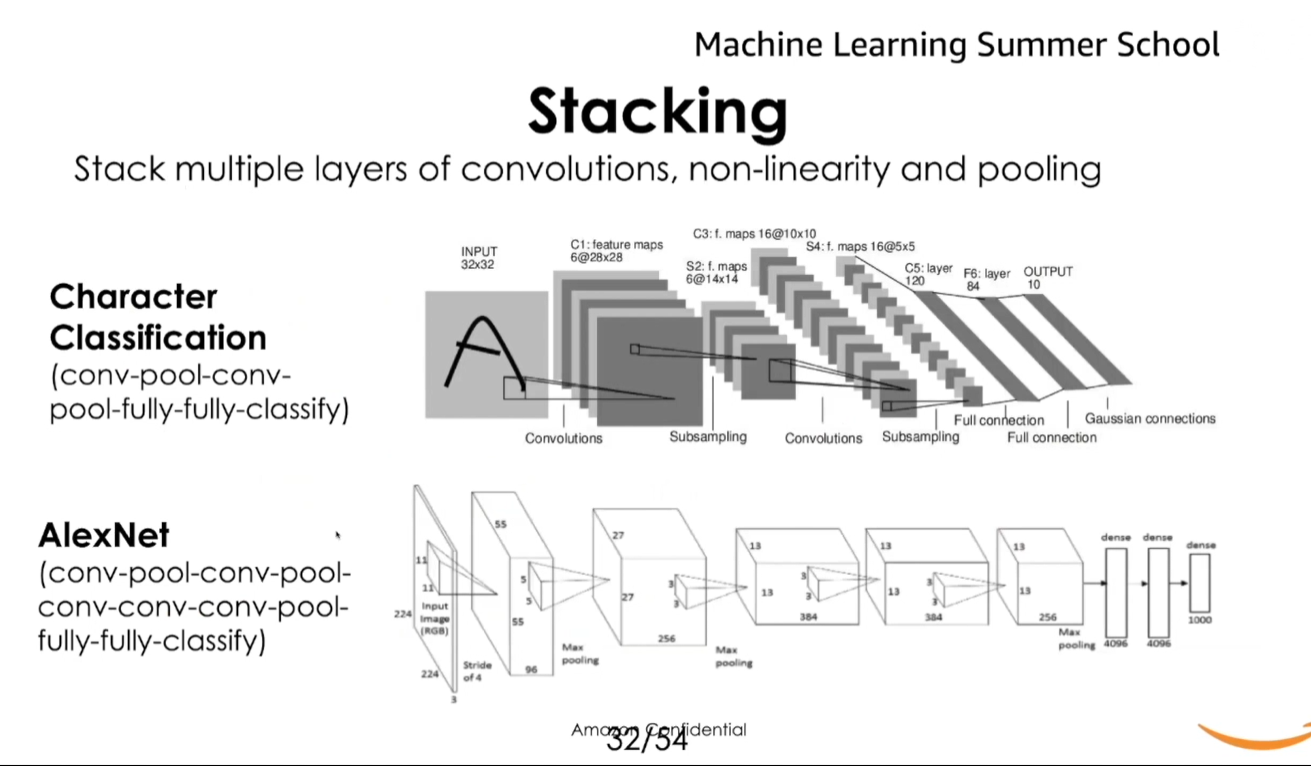 Machine Learning Summer School
Stacking
Stack multiple layers of convolutions, non-linearity and pooling
Character
Classification
(conv-pool-conv-
pool-fully-fully-classify)
INPUT
32x32
C1: feature maps
6@28x28
S2: f. maps
6@14x14
C3: f. maps 16@10x10
S4: f. maps 16@5x5
C5: layer
120
F6: layer
84
OUTPUT
10
Convolutions
Subsampling
Convolutions
Subsampling
Full connection
Full connection
Gaussian connections
AlexNet
(conv-pool-conv-pool-
conv-conv-conv-pool-
fully-fully-classify)
11
11
Input
Image
(RGB)
224
224
3
Stride
of 4
55
55
5
5
96
Max
pooling
27
27
3
3
256
Max
pooling
13
13
3
3
384
13
13
3
3
384
13
13
256
Max
pooling
dense
4096
dense
4096
dense
1000
Amazon Confidential
32/54